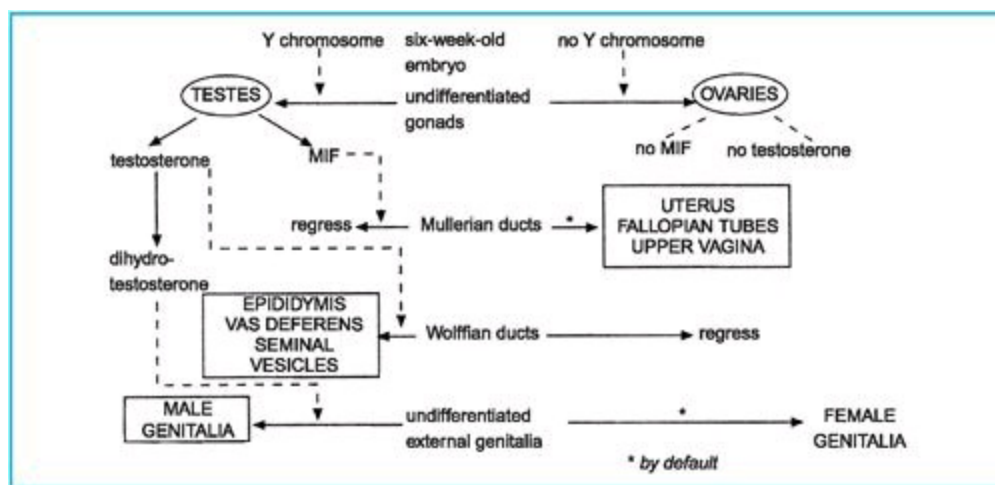 Y chromosome
six-week-old
embryo
no Y chromosome
TESTES
undifferentiated
gonads
OVARIES
testosterone
MIF
no MIF
no testosterone
regress
Mullerian ducts
*
UTERUS
FALLOPIAN TUBES
UPPER VAGINA
dihydro-
testosterone
EPIDIDYMIS
VAS DEFERENS
SEMINAL
VESICLES
Wolffian ducts
regress
MALE
GENITALIA
undifferentiated
external genitalia
*
FEMALE
GENITALIA
* by default